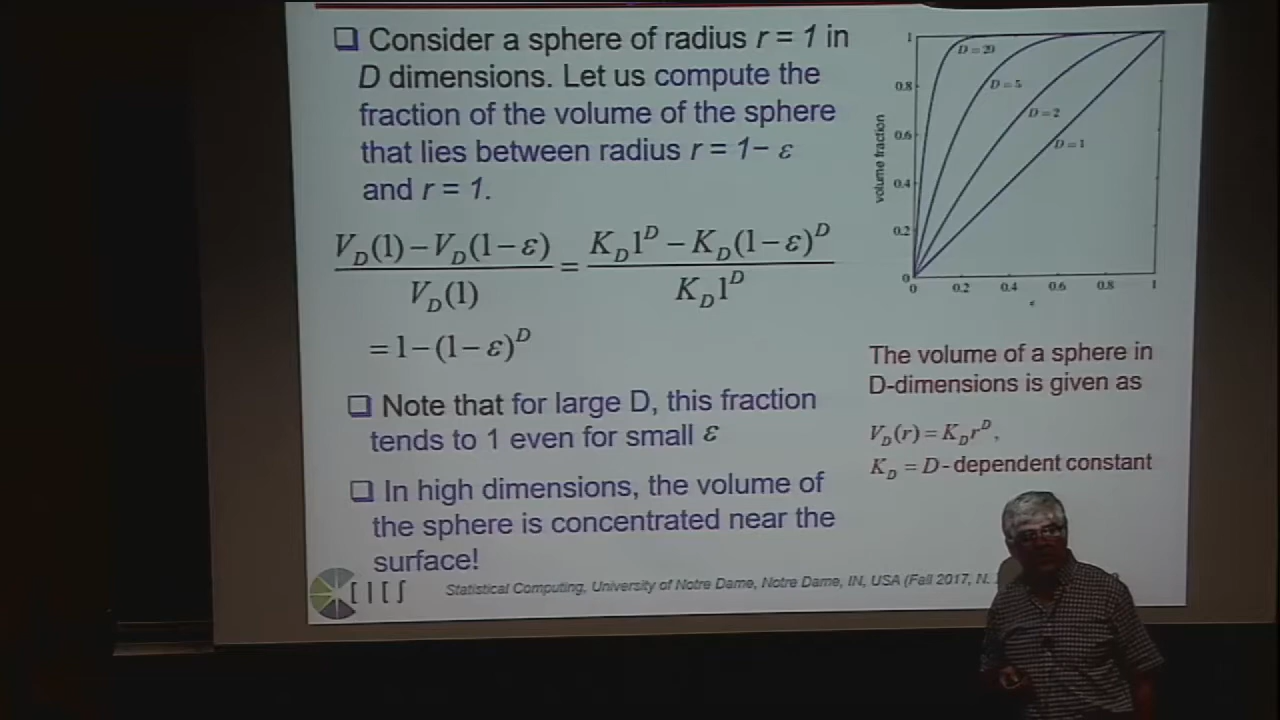 ❑ Consider a sphere of radius r = 1 in
D dimensions. Let us compute the
fraction of the volume of the sphere
that lies between radius r = 1− ε
and r = 1.
V_D(1) − V_D(1−ε) / V_D(1) = K_D 1^D − K_D(1−ε)^D / K_D 1^D
= 1−(1−ε)^D
❑ Note that for large D, this fraction
tends to 1 even for small ε
❑ In high dimensions, the volume of
the sphere is concentrated near the
surface!
volume fraction
1
0.8
0.6
0.4
0.2
0
D = 20
D = 5
D = 2
D = 1
0 0.2 0.4 0.6 0.8 1
ε
The volume of a sphere in
D-dimensions is given as
V_D(r) = K_D r^D,
K_D = D - dependent constant
CICS
Statistical Computing, University of Notre Dame, Notre Dame, IN, USA (Fall 2017, N.